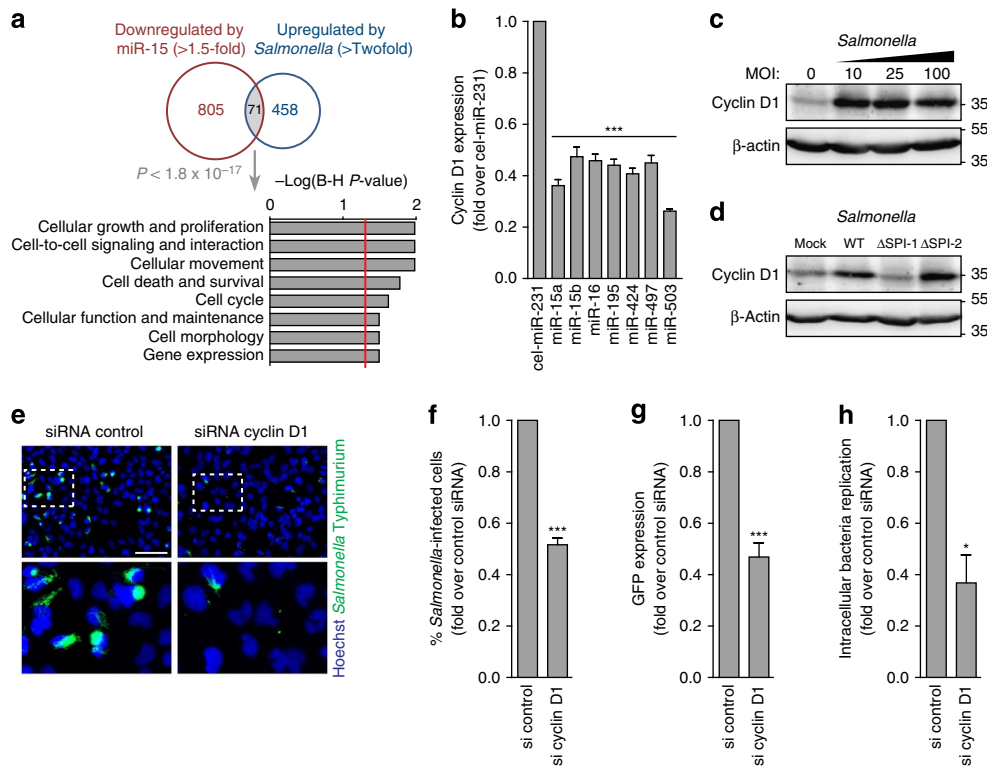 a
Downregulated by
miR-15 (>1.5-fold)
Upregulated by
Salmonella (>Twofold)
805
71
458
P < 1.8 x 10⁻¹⁷
–Log(B-H P-value)
0 1 2
Cellular growth and proliferation
Cell-to-cell signaling and interaction
Cellular movement
Cell death and survival
Cell cycle
Cellular function and maintenance
Cell morphology
Gene expression
b
Cyclin D1 expression
(fold over cel-miR-231)
1.0
0.8
0.6
0.4
0.2
0.0
***
cel-miR-231
miR-15a
miR-15b
miR-16
miR-195
miR-424
miR-497
miR-503
c
Salmonella
MOI: 0 10 25 100
Cyclin D1
35
β-actin
55
35
d
Salmonella
Mock WT ΔSPI-1 ΔSPI-2
Cyclin D1
35
β-Actin
55
35
e
siRNA control
siRNA cyclin D1
Hoechst Salmonella Typhimurium
f
% Salmonella-infected cells
(fold over control siRNA)
1.0
0.8
0.6
0.4
0.2
0.0
***
si control
si cyclin D1
g
GFP expression
(fold over control siRNA)
1.0
0.8
0.6
0.4
0.2
0.0
***
si control
si cyclin D1
h
Intracellular bacteria replication
(fold over control siRNA)
1.0
0.8
0.6
0.4
0.2
0.0
*
si control
si cyclin D1